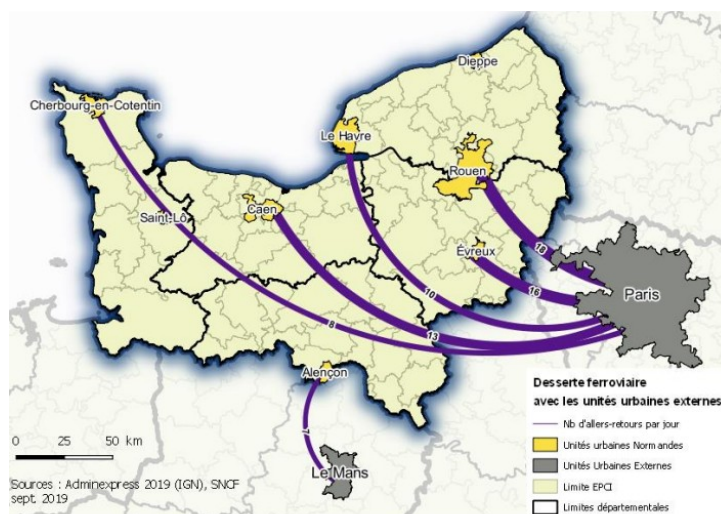 Dieppe
Cherbourg-en-Cotentin
Le Havre
Rouen
Saint-Lô
Caen
Évreux
18
16
Paris
10
8
13
Alençon
7
Le Mans
0 25 50 km
Sources : Adminexpress 2019 (IGN), SNCF
sept. 2019
Desserte ferroviaire
avec les unités urbaines externes
Nb d'allers-retours par jour
Unités urbaines Normandes
Unités Urbaines Externes
Limite EPCI
Limites départementales